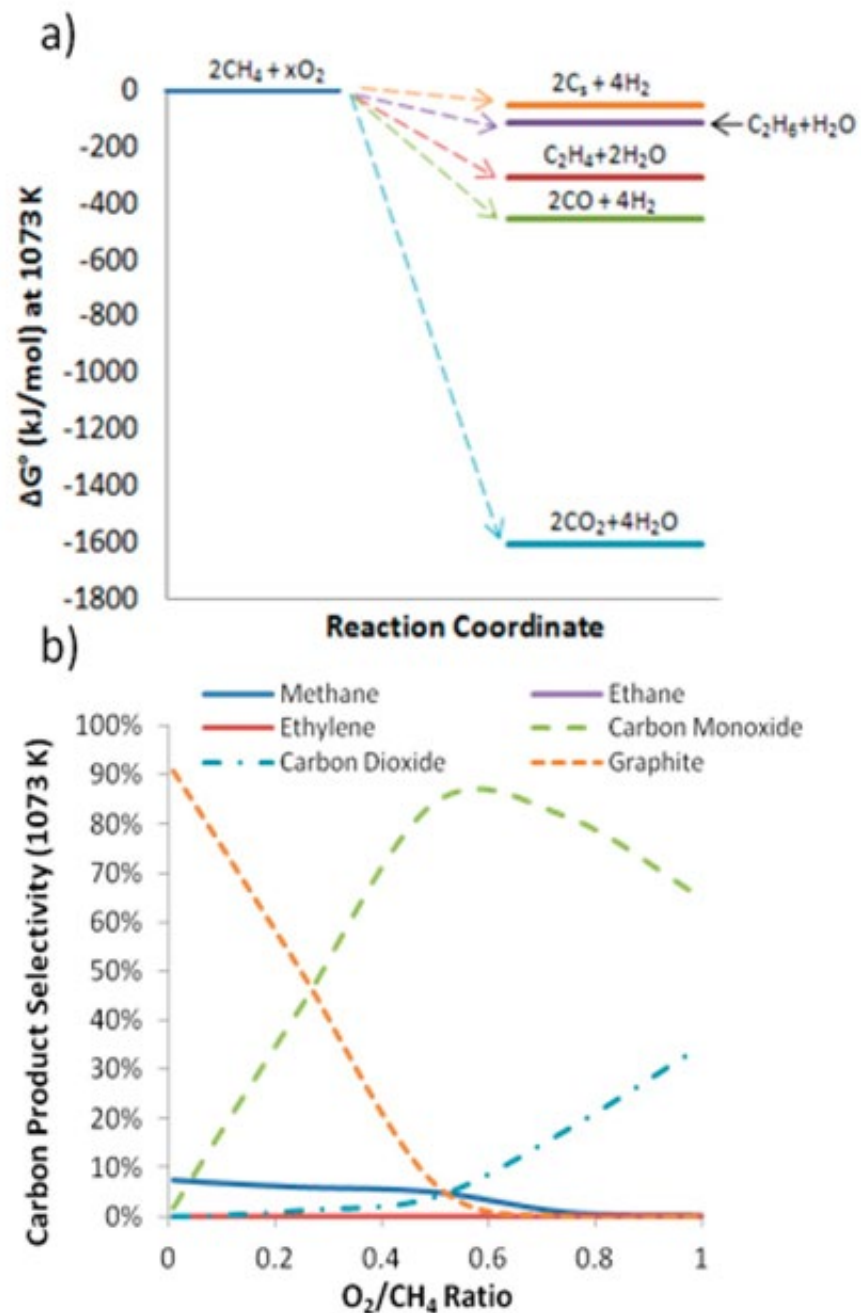 a)
2CH₄ + xO₂
2Cₛ + 4H₂
C₂H₆+H₂O
C₂H₄+2H₂O
2CO + 4H₂
2CO₂+4H₂O
0
-200
-400
-600
-800
-1000
-1200
-1400
-1600
-1800
ΔG° (kJ/mol) at 1073 K
Reaction Coordinate
b)
Methane
Ethane
Ethylene
Carbon Monoxide
Carbon Dioxide
Graphite
100%
90%
80%
70%
60%
50%
40%
30%
20%
10%
0%
Carbon Product Selectivity (1073 K)
0 0.2 0.4 0.6 0.8 1
O₂/CH₄ Ratio